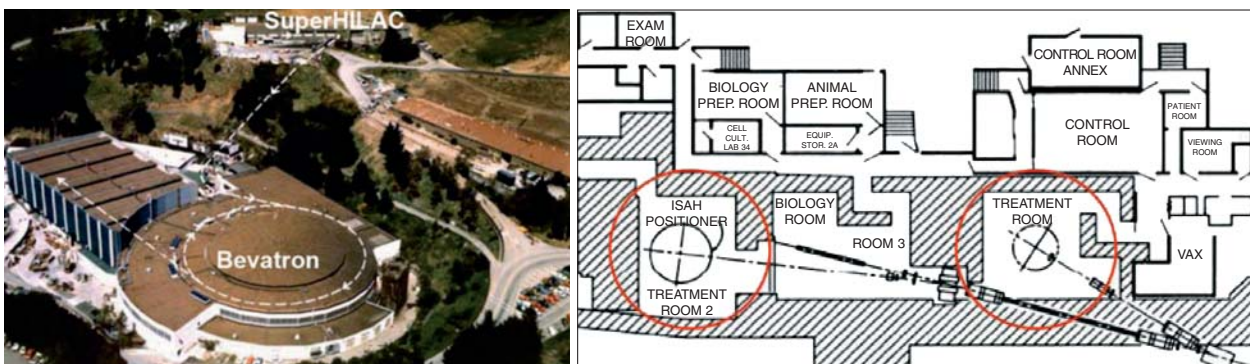 SuperHILAC
Bevatron
EXAM
ROOM
BIOLOGY
PREP. ROOM
ANIMAL
PREP. ROOM
CELL
CULT.
LAB 34
EQUIP.
STOR. 2A
CONTROL ROOM
ANNEX
CONTROL
ROOM
PATIENT
ROOM
VIEWING
ROOM
ISAH
POSITIONER
BIOLOGY
ROOM
ROOM 3
TREATMENT
ROOM
VAX
TREATMENT
ROOM 2